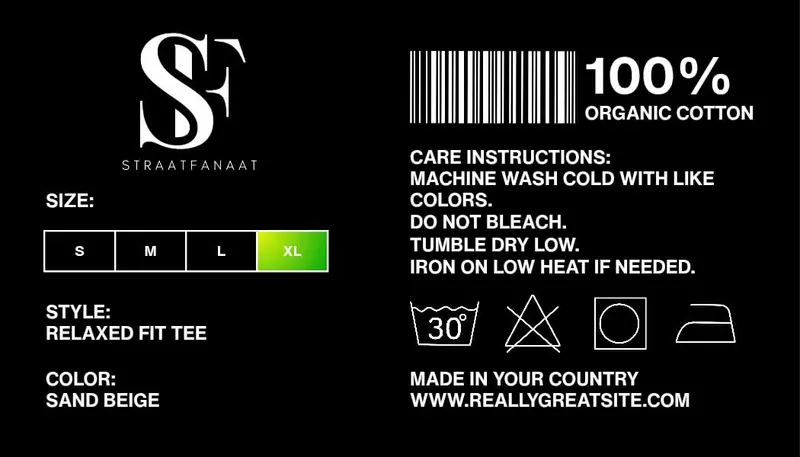 SF
STRAATFANAAT
SIZE:
S M L XL
STYLE:
RELAXED FIT TEE
COLOR:
SAND BEIGE
100%
ORGANIC COTTON
CARE INSTRUCTIONS:
MACHINE WASH COLD WITH LIKE
COLORS.
DO NOT BLEACH.
TUMBLE DRY LOW.
IRON ON LOW HEAT IF NEEDED.
30°
MADE IN YOUR COUNTRY
WWW.REALLYGREATSITE.COM